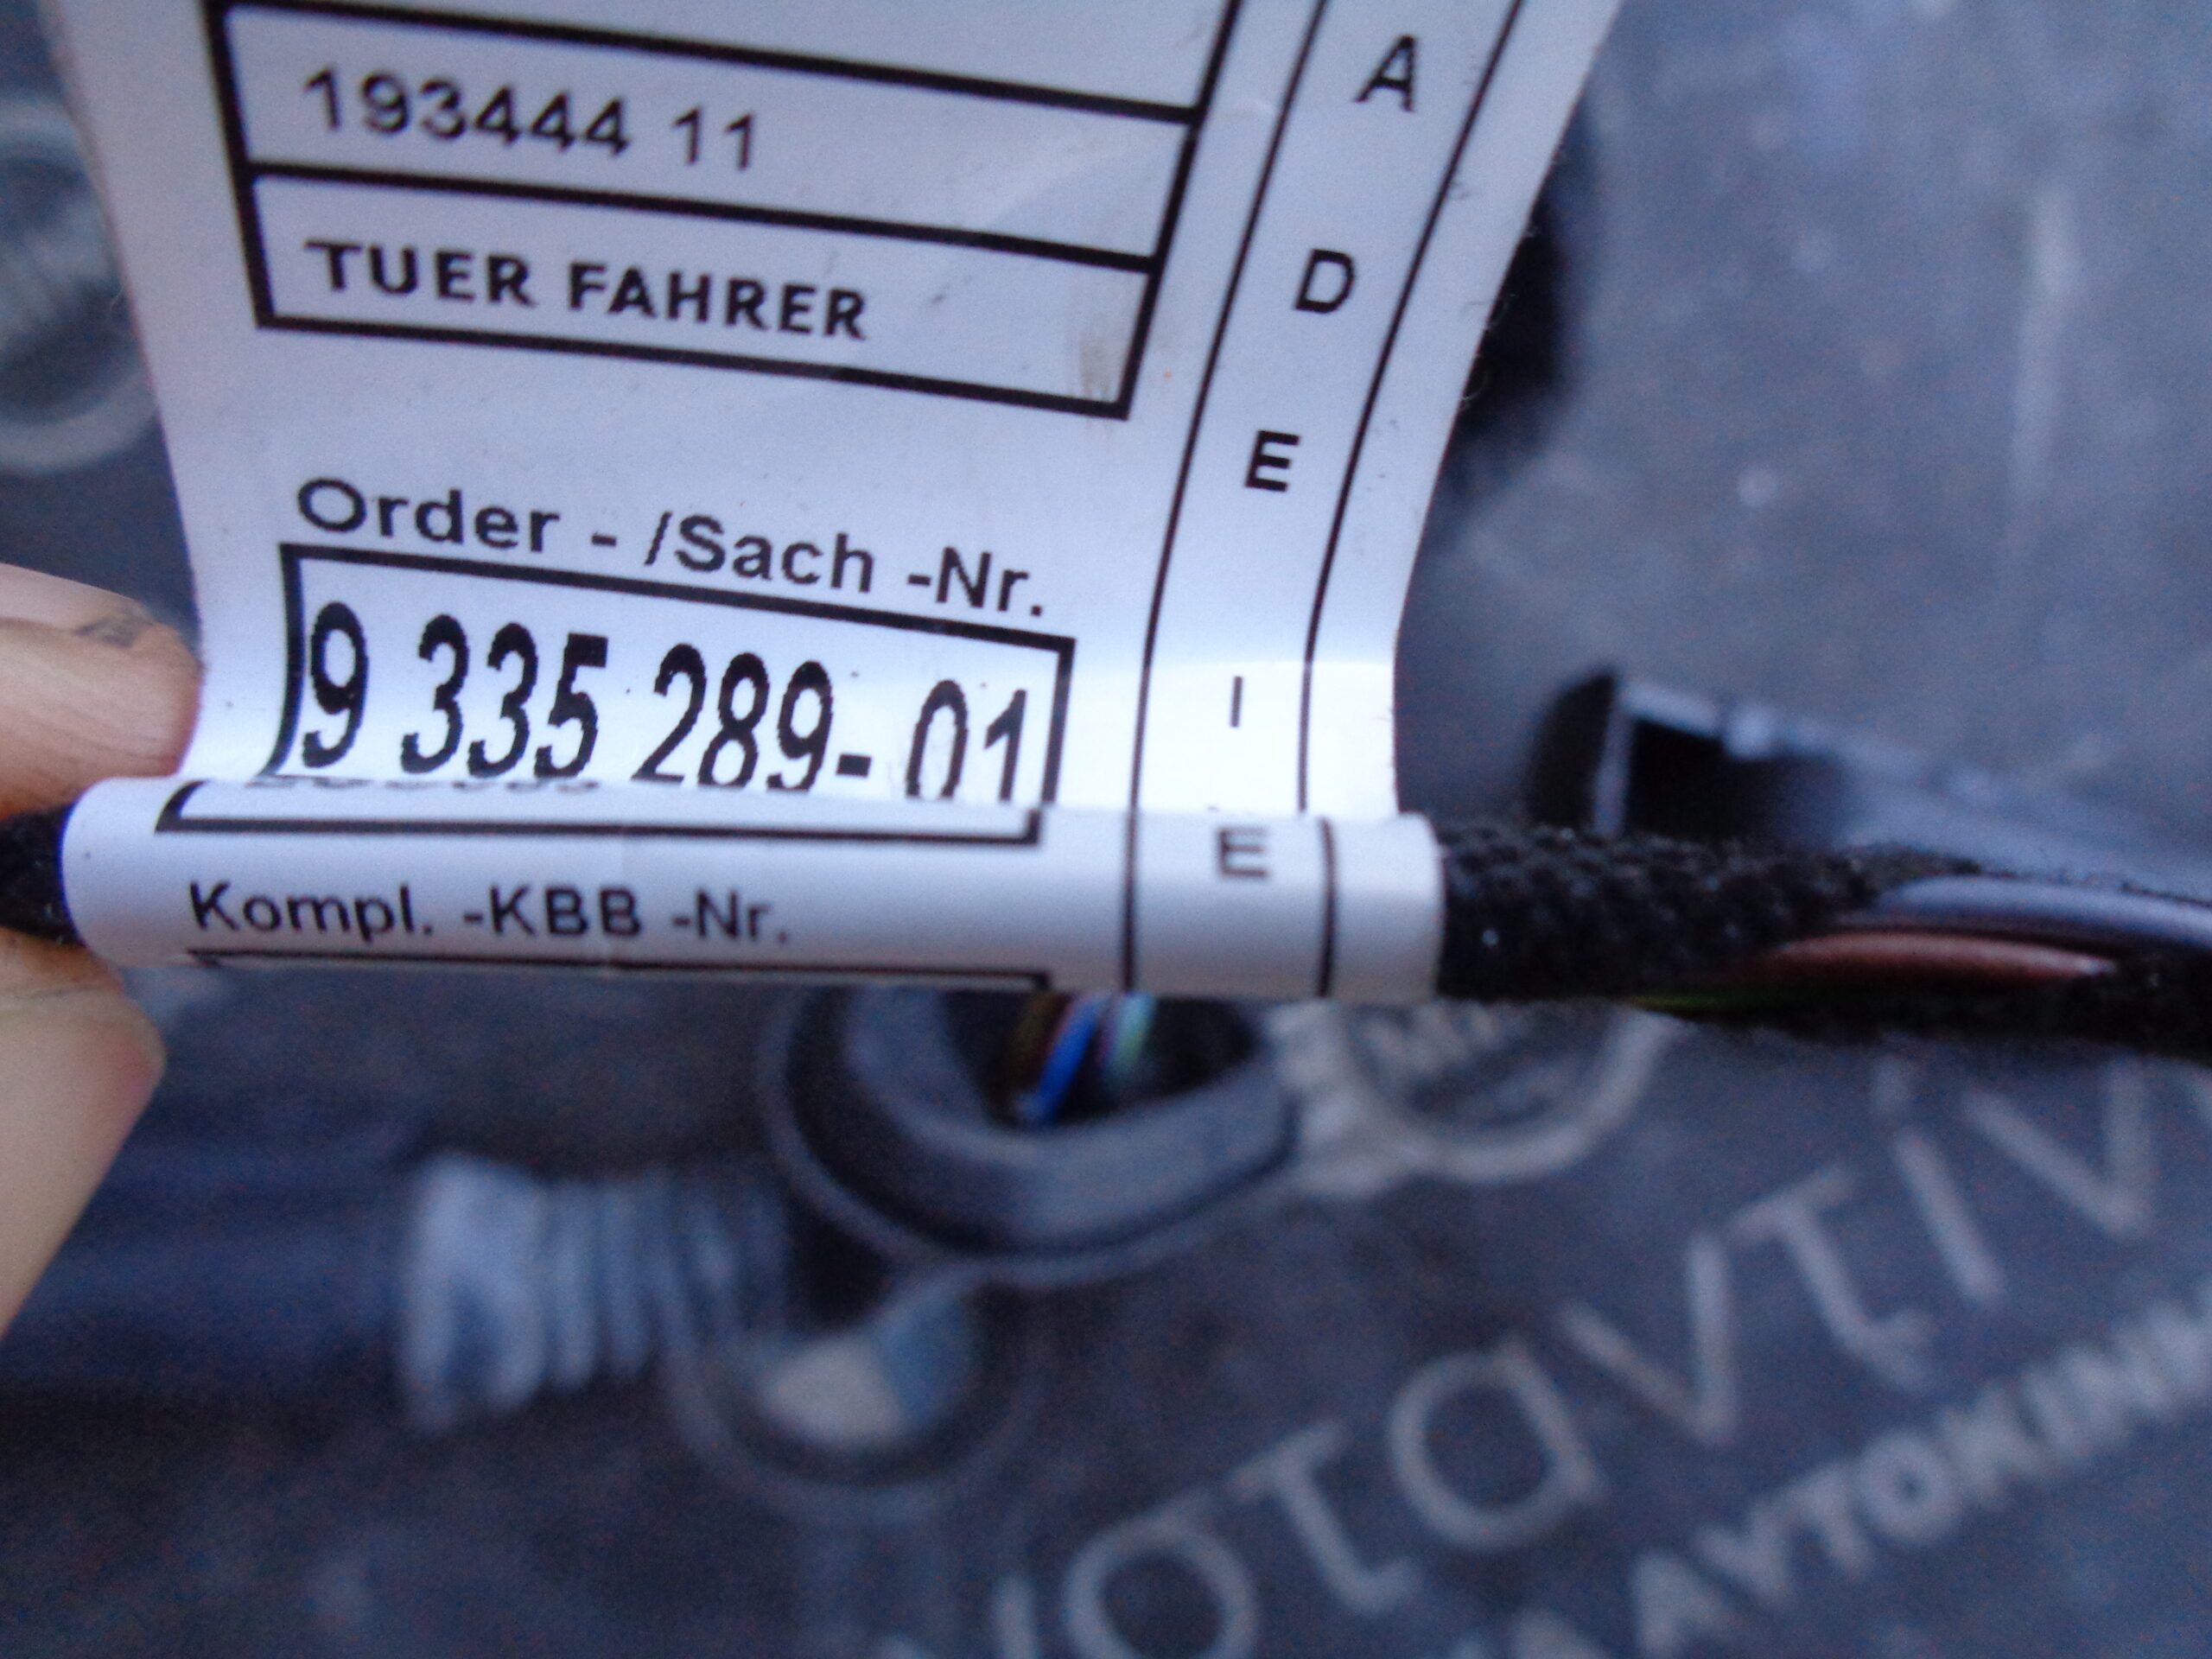 193444 11
TUER FAHRER
Order - /Sach -Nr.
9 335 289- 01
Kompl. -KBB -Nr.
A
D
E
I
E